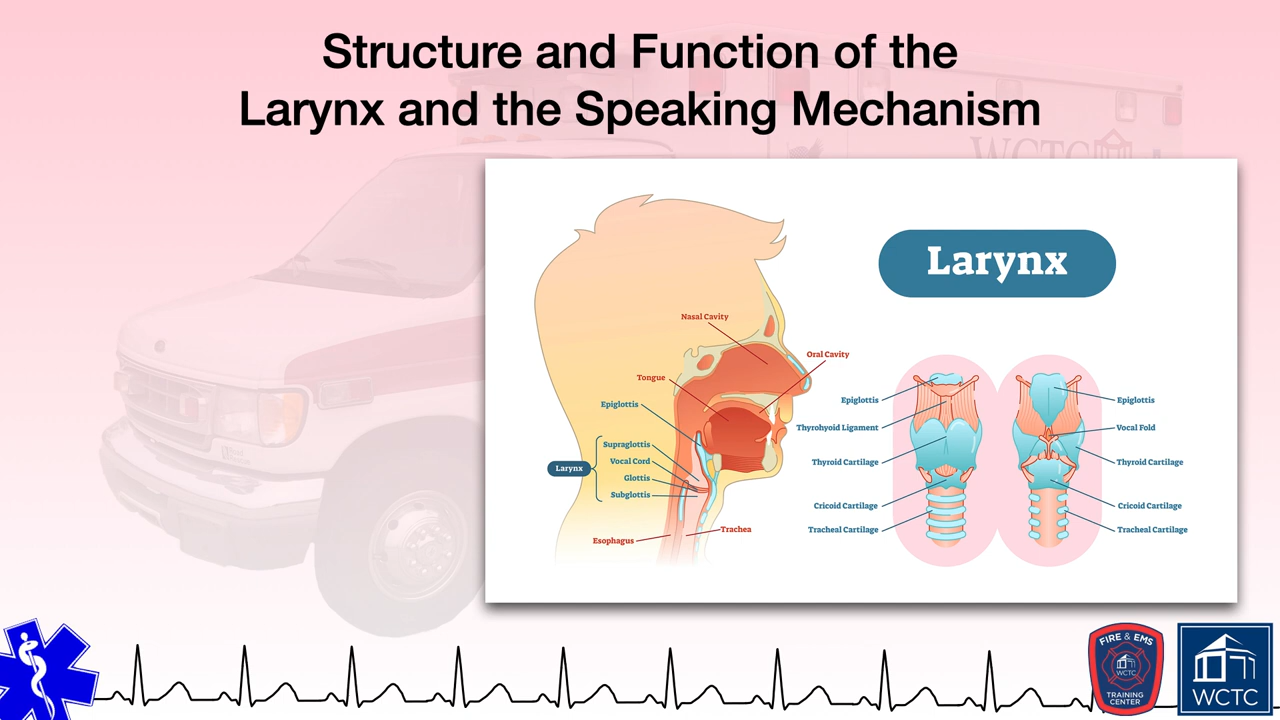 Structure and Function of the
Larynx and the Speaking Mechanism
WCTC
Larynx
Nasal Cavity
Oral Cavity
Tongue
Epiglottis
Supraglottis
Vocal Cord
Larynx
Glottis
Subglottis
Trachea
Esophagus
Epiglottis
Thyrohyoid Ligament
Thyroid Cartilage
Cricoid Cartilage
Tracheal Cartilage
Epiglottis
Vocal Fold
Thyroid Cartilage
Cricoid Cartilage
Tracheal Cartilage
FIRE & EMS
WCTC
TRAINING
CENTER
WCTC